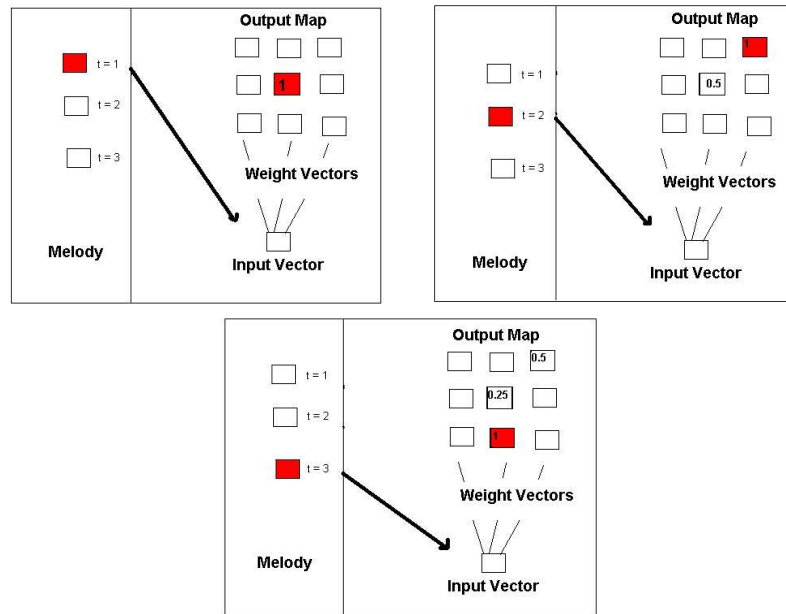 Output Map
t = 1
1
t = 2
t = 3
Weight Vectors
Melody
Input Vector
Output Map
1
t = 1
0.5
t = 2
t = 3
Weight Vectors
Melody
Input Vector
Output Map
0.5
t = 1
0.25
t = 2
1
t = 3
Weight Vectors
Melody
Input Vector